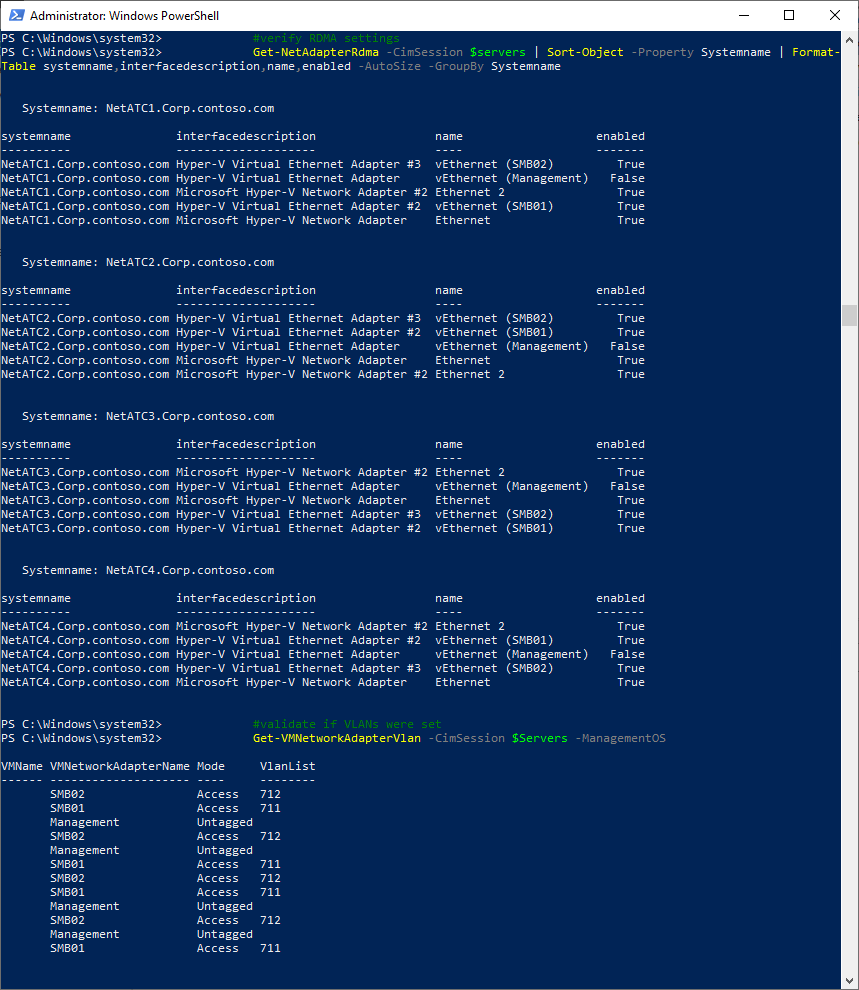 Administrator: Windows PowerShell
PS C:\Windows\system32>             #verify RDMA settings
PS C:\Windows\system32>             Get-NetAdapterRdma -CimSession $servers | Sort-Object -Property Systemname | Format-
Table systemname,interfacedescription,name,enabled -AutoSize -GroupBy Systemname
   Systemname: NetATC1.Corp.contoso.com
systemname               interfacedescription                 name                   enabled
----------               --------------------                 ----                   -------
NetATC1.Corp.contoso.com Hyper-V Virtual Ethernet Adapter #3  vEthernet (SMB02)         True
NetATC1.Corp.contoso.com Hyper-V Virtual Ethernet Adapter     vEthernet (Management)   False
NetATC1.Corp.contoso.com Microsoft Hyper-V Network Adapter #2 Ethernet 2                True
NetATC1.Corp.contoso.com Hyper-V Virtual Ethernet Adapter #2  vEthernet (SMB01)         True
NetATC1.Corp.contoso.com Microsoft Hyper-V Network Adapter    Ethernet                  True
   Systemname: NetATC2.Corp.contoso.com
systemname               interfacedescription                 name                   enabled
----------               --------------------                 ----                   -------
NetATC2.Corp.contoso.com Hyper-V Virtual Ethernet Adapter #3  vEthernet (SMB02)         True
NetATC2.Corp.contoso.com Hyper-V Virtual Ethernet Adapter #2  vEthernet (SMB01)         True
NetATC2.Corp.contoso.com Hyper-V Virtual Ethernet Adapter     vEthernet (Management)   False
NetATC2.Corp.contoso.com Microsoft Hyper-V Network Adapter    Ethernet                  True
NetATC2.Corp.contoso.com Microsoft Hyper-V Network Adapter #2 Ethernet 2                True
   Systemname: NetATC3.Corp.contoso.com
systemname               interfacedescription                 name                   enabled
----------               --------------------                 ----                   -------
NetATC3.Corp.contoso.com Microsoft Hyper-V Network Adapter #2 Ethernet 2                True
NetATC3.Corp.contoso.com Hyper-V Virtual Ethernet Adapter     vEthernet (Management)   False
NetATC3.Corp.contoso.com Microsoft Hyper-V Network Adapter    Ethernet                  True
NetATC3.Corp.contoso.com Hyper-V Virtual Ethernet Adapter #3  vEthernet (SMB02)         True
NetATC3.Corp.contoso.com Hyper-V Virtual Ethernet Adapter #2  vEthernet (SMB01)         True
   Systemname: NetATC4.Corp.contoso.com
systemname               interfacedescription                 name                   enabled
----------               --------------------                 ----                   -------
NetATC4.Corp.contoso.com Microsoft Hyper-V Network Adapter #2 Ethernet 2                True
NetATC4.Corp.contoso.com Hyper-V Virtual Ethernet Adapter #2  vEthernet (SMB01)         True
NetATC4.Corp.contoso.com Hyper-V Virtual Ethernet Adapter     vEthernet (Management)   False
NetATC4.Corp.contoso.com Hyper-V Virtual Ethernet Adapter #3  vEthernet (SMB02)         True
NetATC4.Corp.contoso.com Microsoft Hyper-V Network Adapter    Ethernet                  True
PS C:\Windows\system32>             #validate if VLANs were set
PS C:\Windows\system32>             Get-VMNetworkAdapterVlan -CimSession $Servers -ManagementOS
VMName VMNetworkAdapterName Mode     VlanList
------ -------------------- ----     --------
       SMB02                Access   712
       SMB01                Access   711
       Management           Untagged
       SMB02                Access   712
       Management           Untagged
       SMB01                Access   711
       SMB02                Access   712
       SMB01                Access   711
       Management           Untagged
       SMB02                Access   712
       Management           Untagged
       SMB01                Access   711